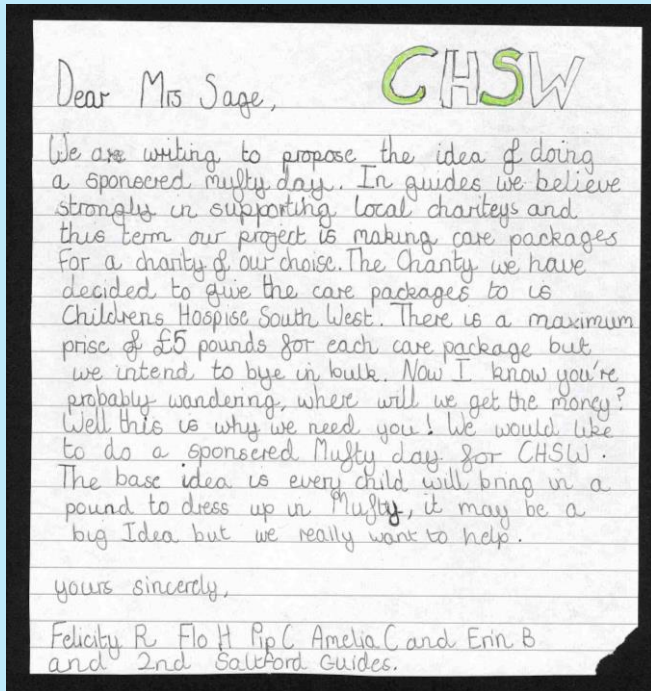 CHSW
Dear Mrs Sage,
We are writing to propose the idea of doing
a sponsered mufty day. In guides we believe
strongly in supporting local chariteys and
this term our project is making care packages
for a charity of our choise. The Charity we have
decided to give the care packages to is
Childrens Hospise South West. There is a maximum
prise of £5 pounds for each care package but
we intend to bye in bulk. Now I know you're
probably wandering, where will we get the money?
Well this is why we need you! We would like
to do a sponsered Mufty day for CHSW.
The base idea is every child will bring in a
pound to dress up in Mufty, it may be a
big Idea but we really want to help.
yours sincerely,
Felicity R Flo H Pip C Amelia C and Erin B
and 2nd Saltford Guides.